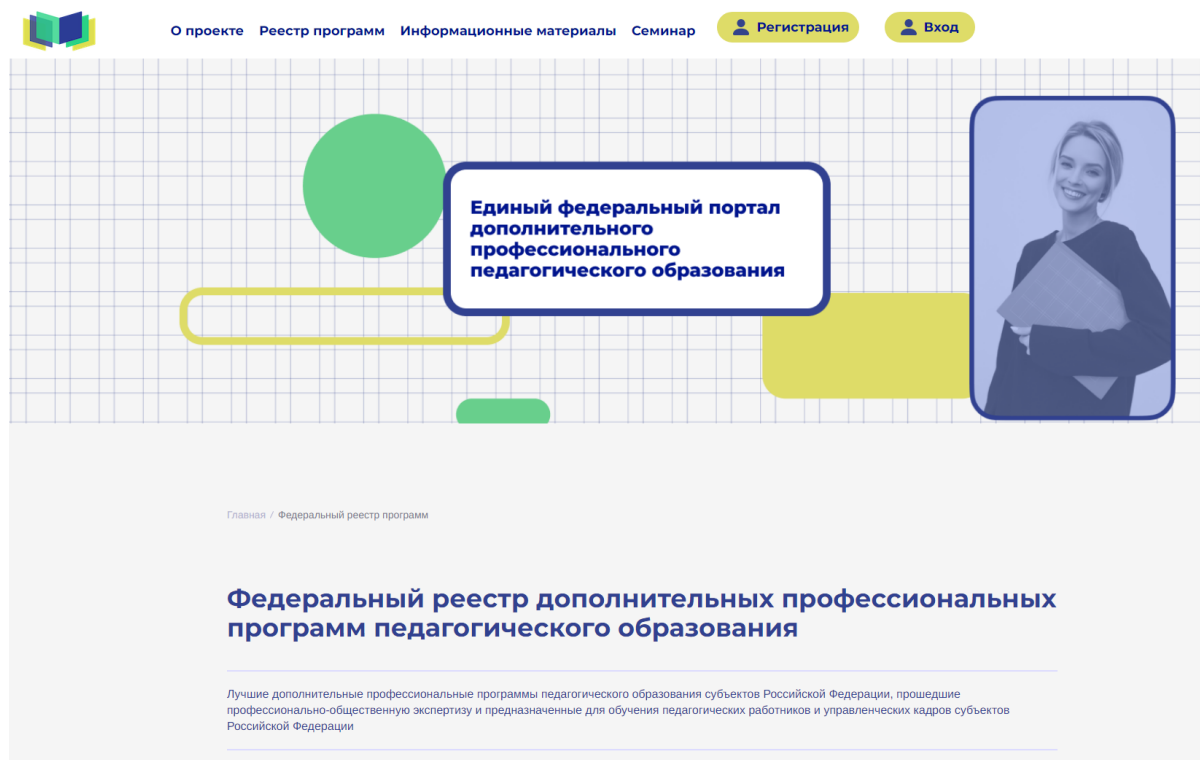 О проекте Реестр программ Информационные материалы Семинар Регистрация Вход
Единый федеральный портал
дополнительного
профессионального
педагогического образования
Главная / Федеральный реестр программ
Федеральный реестр дополнительных профессиональных
программ педагогического образования
Лучшие дополнительные профессиональные программы педагогического образования субъектов Российской Федерации, прошедшие
профессионально-общественную экспертизу и предназначенные для обучения педагогических работников и управленческих кадров субъектов
Российской Федерации